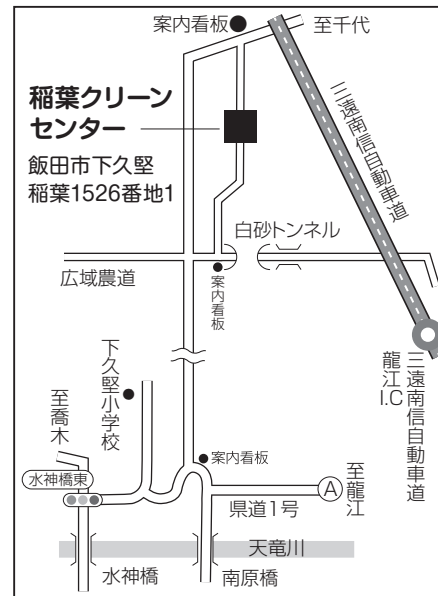 案内看板
至千代
稲葉クリーン
センター
飯田市下久堅
稲葉1526番地1
三遠南信自動車道
白砂トンネル
広域農道
案内看板
下久堅小学校
至喬木
水神橋東
案内看板
県道1号
A
至龍江
三遠南信自動車道
龍江I.C
天竜川
水神橋
南原橋